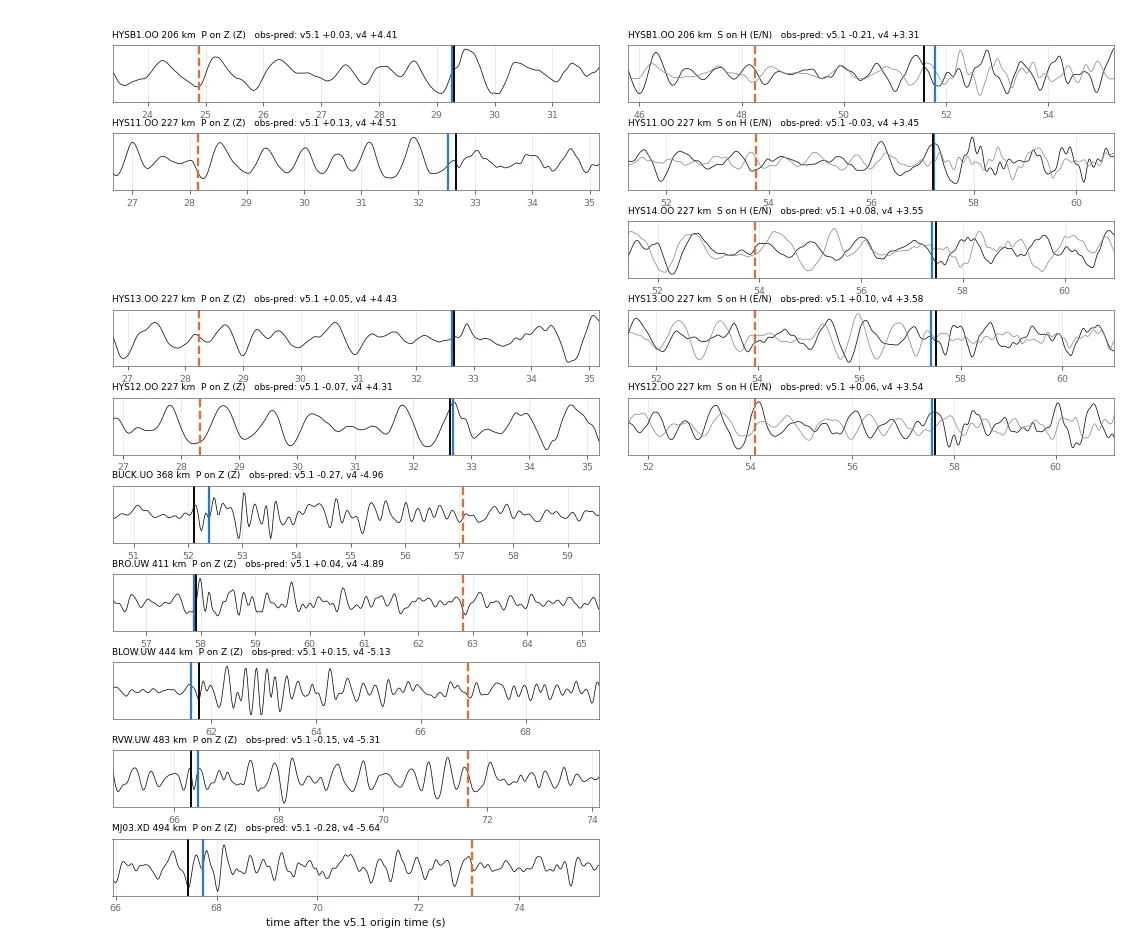 HYSB1.OO 206 km  P on Z (Z)   obs-pred: v5.1 +0.03, v4 +4.41
24 25 26 27 28 29 30 31
HYSB1.OO 206 km  S on H (E/N)   obs-pred: v5.1 -0.21, v4 +3.31
46 48 50 52 54
HYS11.OO 227 km  P on Z (Z)   obs-pred: v5.1 +0.13, v4 +4.51
27 28 29 30 31 32 33 34 35
HYS11.OO 227 km  S on H (E/N)   obs-pred: v5.1 -0.03, v4 +3.45
52 54 56 58 60
HYS14.OO 227 km  S on H (E/N)   obs-pred: v5.1 +0.08, v4 +3.55
52 54 56 58 60
HYS13.OO 227 km  P on Z (Z)   obs-pred: v5.1 +0.05, v4 +4.43
27 28 29 30 31 32 33 34 35
HYS13.OO 227 km  S on H (E/N)   obs-pred: v5.1 +0.10, v4 +3.58
52 54 56 58 60
HYS12.OO 227 km  P on Z (Z)   obs-pred: v5.1 -0.07, v4 +4.31
27 28 29 30 31 32 33 34 35
HYS12.OO 227 km  S on H (E/N)   obs-pred: v5.1 +0.06, v4 +3.54
52 54 56 58 60
BUCK.UO 368 km  P on Z (Z)   obs-pred: v5.1 -0.27, v4 -4.96
51 52 53 54 55 56 57 58 59
BRO.UW 411 km  P on Z (Z)   obs-pred: v5.1 +0.04, v4 -4.89
57 58 59 60 61 62 63 64 65
BLOW.UW 444 km  P on Z (Z)   obs-pred: v5.1 +0.15, v4 -5.13
62 64 66 68
RVW.UW 483 km  P on Z (Z)   obs-pred: v5.1 -0.15, v4 -5.31
66 68 70 72 74
MJ03.XD 494 km  P on Z (Z)   obs-pred: v5.1 -0.28, v4 -5.64
66 68 70 72 74
time after the v5.1 origin time (s)